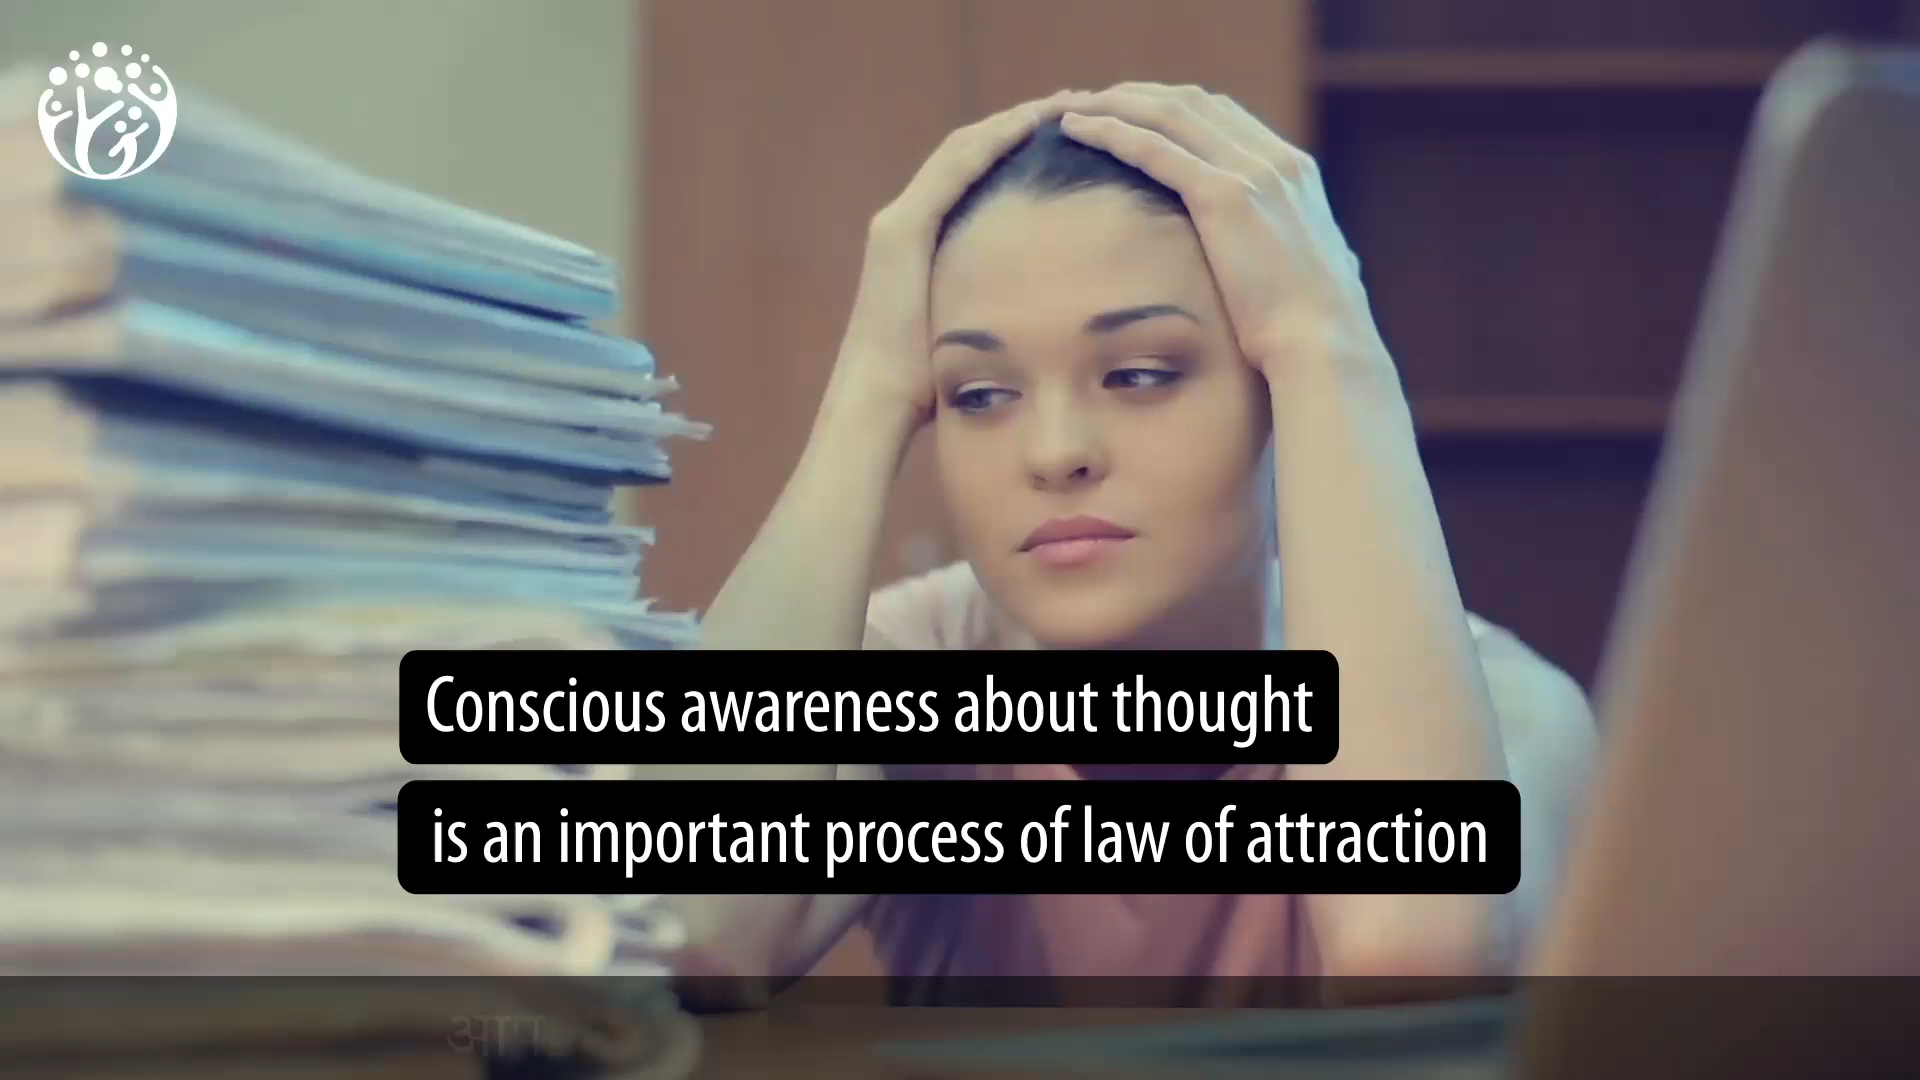 Conscious awareness about thought
is an important process of law of attraction